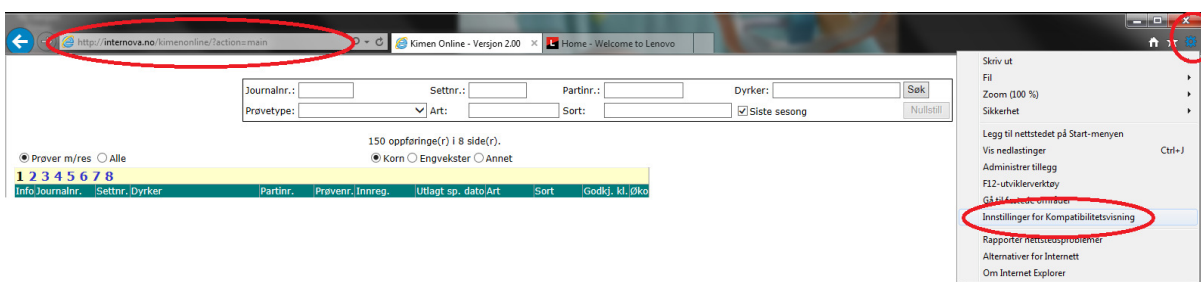 http://internova.no/kimenonline/?action=main
Kimen Online - Versjon 2.00
Home - Welcome to Lenovo
Skriv ut
Fil
Zoom (100 %)
Sikkerhet
Legg til nettstedet på Start-menyen
Vis nedlastinger Ctrl+J
Administrer tillegg
F12-utviklerverktøy
Gå til festede områder
Innstillinger for Kompatibilitetsvisning
Rapporter nettstedsproblemer
Alternativer for Internett
Om Internet Explorer
Journalnr.: Settnr.: Partinr.: Dyrker: Søk
Prøvetype: Art: Sort: Siste sesong Nullstill
150 oppføringe(r) i 8 side(r).
Prøver m/res Alle Korn Engvekster Annet
1 2 3 4 5 6 7 8
Info Journalnr. Settnr. Dyrker Partinr. Prøvenr. Innreg. Utlagt sp. dato Art Sort Godkj. kl. Øko